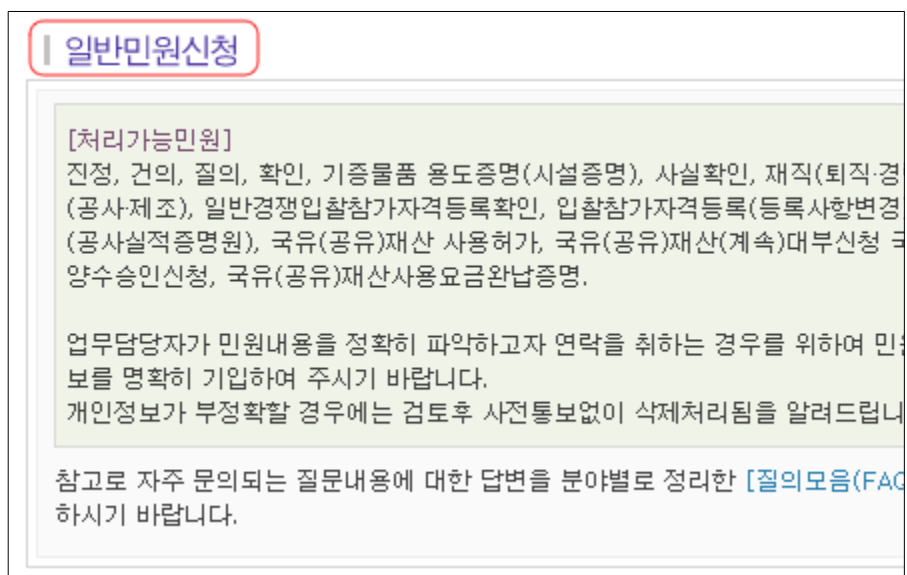 일반민원신청
[처리가능민원]
진정, 건의, 질의, 확인, 기증물품 용도증명(시설증명), 사실확인, 재직(퇴직·경
(공사·제조), 일반경쟁입찰참가자격등록확인, 입찰참가자격등록(등록사항변경)
(공사실적증명원), 국유(공유)재산 사용허가, 국유(공유)재산(계속)대부신청
양수승인신청, 국유(공유)재산사용요금완납증명.
업무담당자가 민원내용을 정확히 파악하고자 연락을 취하는 경우를 위하여
보를 명확히 기입하여 주시기 바랍니다.
개인정보가 부정확할 경우에는 검토후 사전통보없이 삭제처리됨을 알려드립니
참고로 자주 문의되는 질문내용에 대한 답변을 분야별로 정리한 [질의모음(FAQ
하시기 바랍니다.